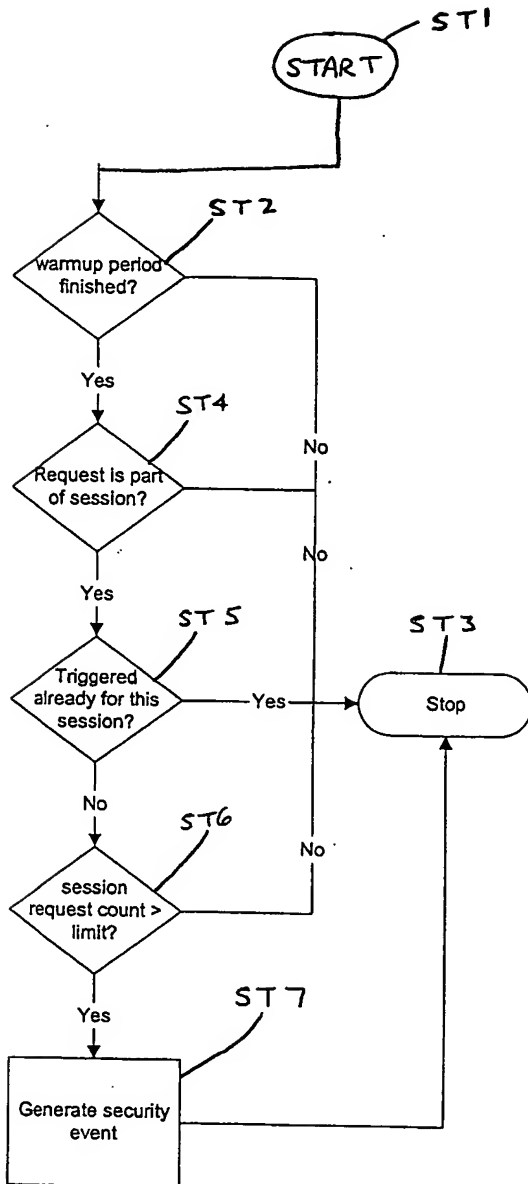 ST1
START
ST2
warmup period
finished?
Yes
No
ST4
Request is part
of session?
No
Yes
ST5
ST3
Triggered
already for this
session?
Yes
Stop
No
ST6
No
session
request count >
limit?
Yes
ST7
Generate security
event